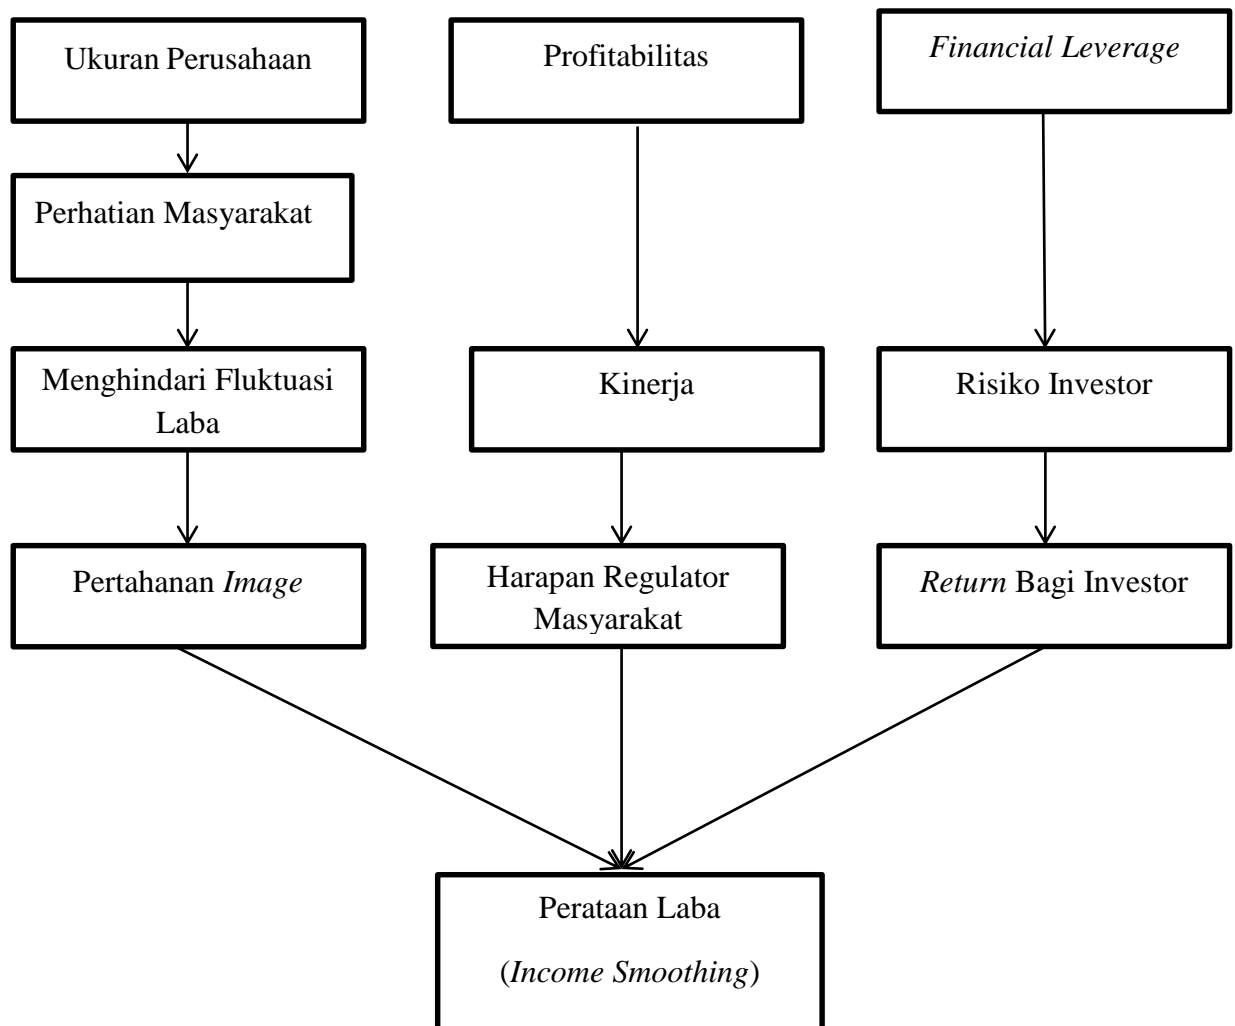 Ukuran Perusahaan
Profitabilitas
Financial Leverage
Perhatian Masyarakat
Menghindari Fluktuasi
Laba
Kinerja
Risiko Investor
Pertahanan Image
Harapan Regulator
Masyarakat
Return Bagi Investor
Perataan Laba
(Income Smoothing)